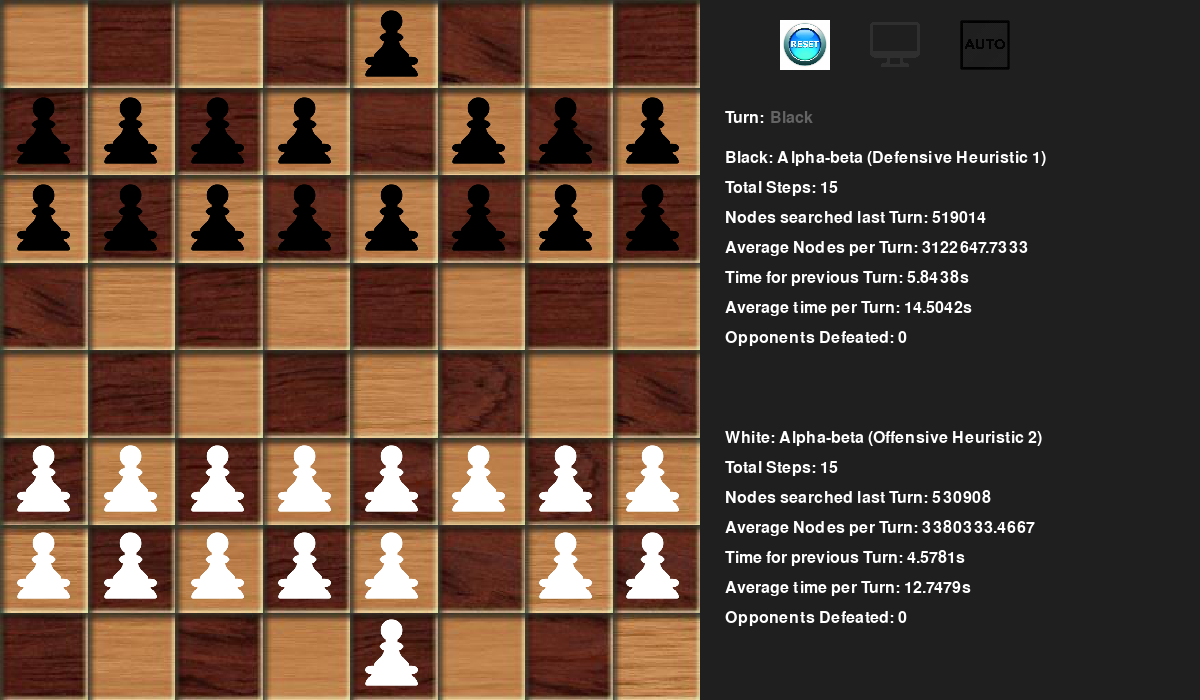 RESET
AUTO
Turn: Black
Black: Alpha-beta (Defensive Heuristic 1)
Total Steps: 15
Nodes searched last Turn: 519014
Average Nodes per Turn: 3122647.7333
Time for previous Turn: 5.8438s
Average time per Turn: 14.5042s
Opponents Defeated: 0
White: Alpha-beta (Offensive Heuristic 2)
Total Steps: 15
Nodes searched last Turn: 530908
Average Nodes per Turn: 3380333.4667
Time for previous Turn: 4.5781s
Average time per Turn: 12.7479s
Opponents Defeated: 0